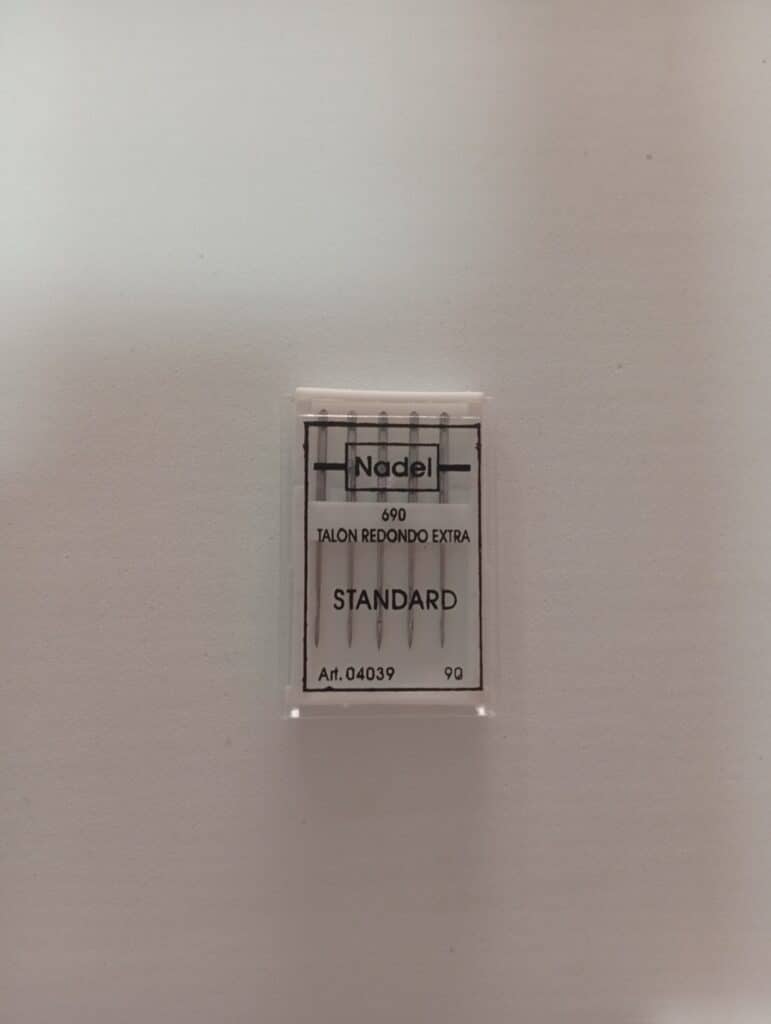 Nadel
690
TALON REDONDO EXTRA
STANDARD
Art. 04039 90